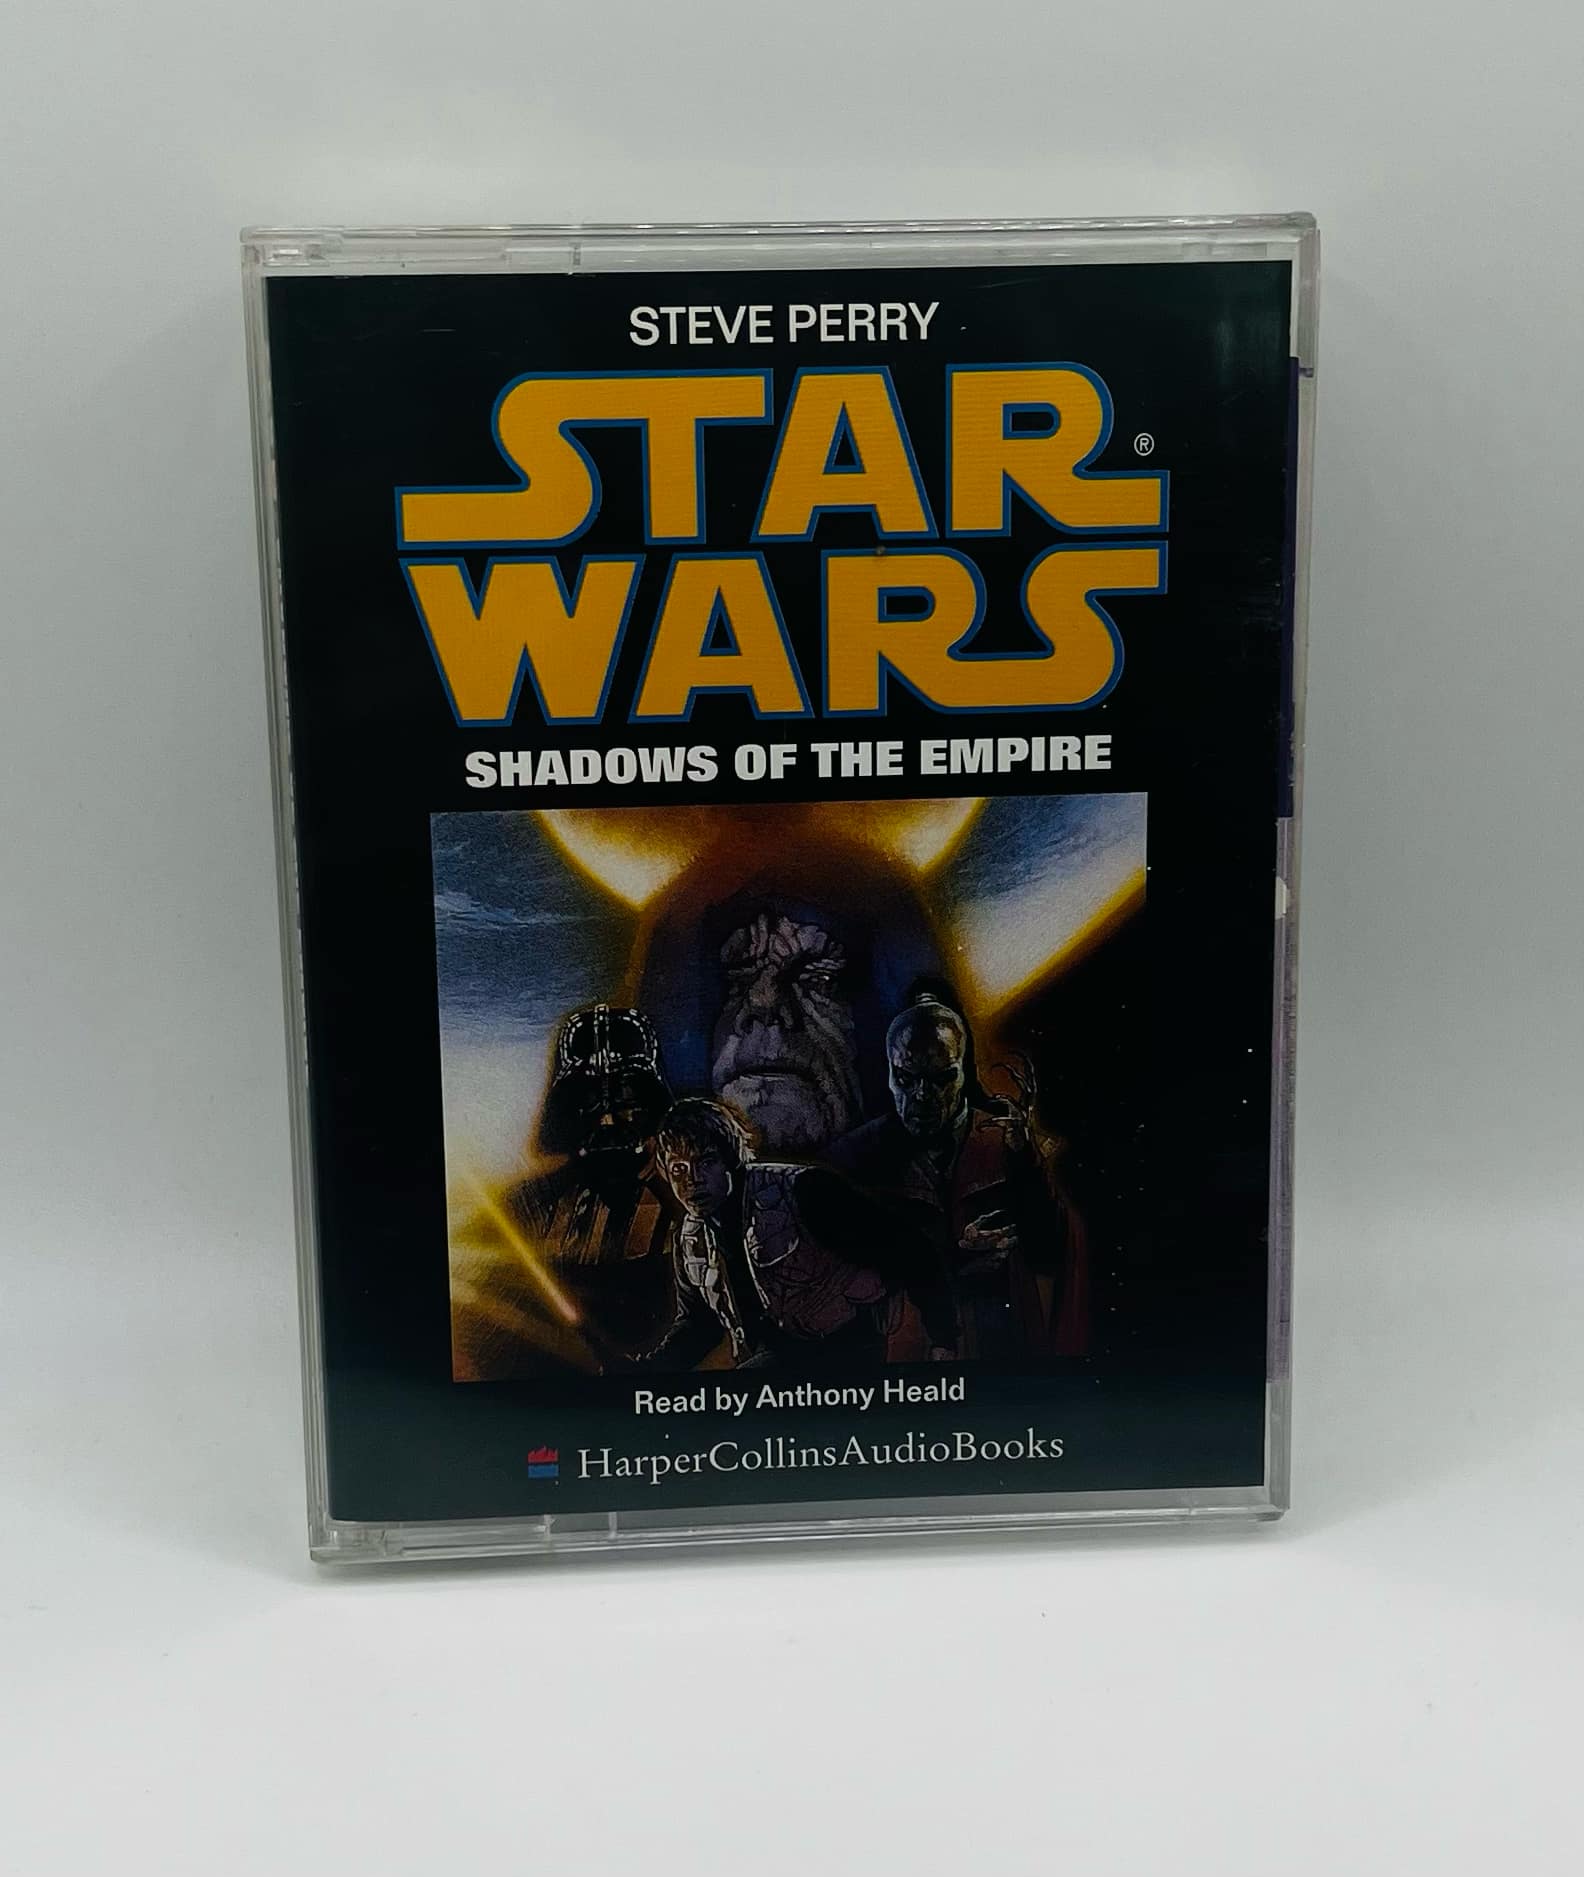 STEVE PERRY
STAR
WARS®
SHADOWS OF THE EMPIRE
Read by Anthony Heald
HarperCollinsAudioBooks